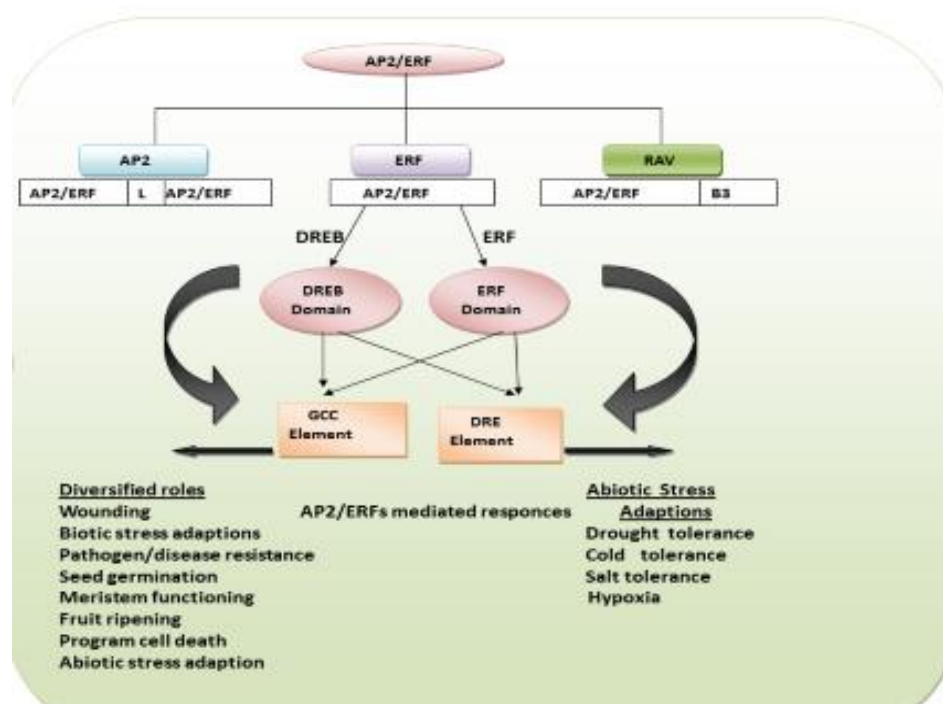 AP2/ERF
AP2
ERF
RAV
AP2/ERF L AP2/ERF
AP2/ERF
AP2/ERF B3
DREB
ERF
DREB
Domain
ERF
Domain
GCC
Element
DRE
Element
Diversified roles
Wounding
Biotic stress adaptions
Pathogen/disease resistance
Seed germination
Meristem functioning
Fruit ripening
Program cell death
Abiotic stress adaption
AP2/ERFs mediated responces
Abiotic Stress
Adaptions
Drought tolerance
Cold tolerance
Salt tolerance
Hypoxia